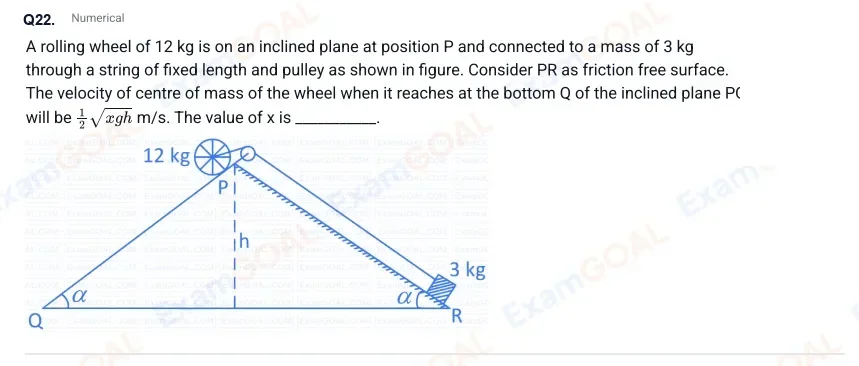 Q22. Numerical
A rolling wheel of 12 kg is on an inclined plane at position P and connected to a mass of 3 kg
through a string of fixed length and pulley as shown in figure. Consider PR as friction free surface.
The velocity of centre of mass of the wheel when it reaches at the bottom Q of the inclined plane P
will be ½√xgh m/s. The value of x is ________.
12 kg
P
h
3 kg
α
α
Q
R
ExamGOAL
ExamGOAL
ExamGOAL
ExamGOAL